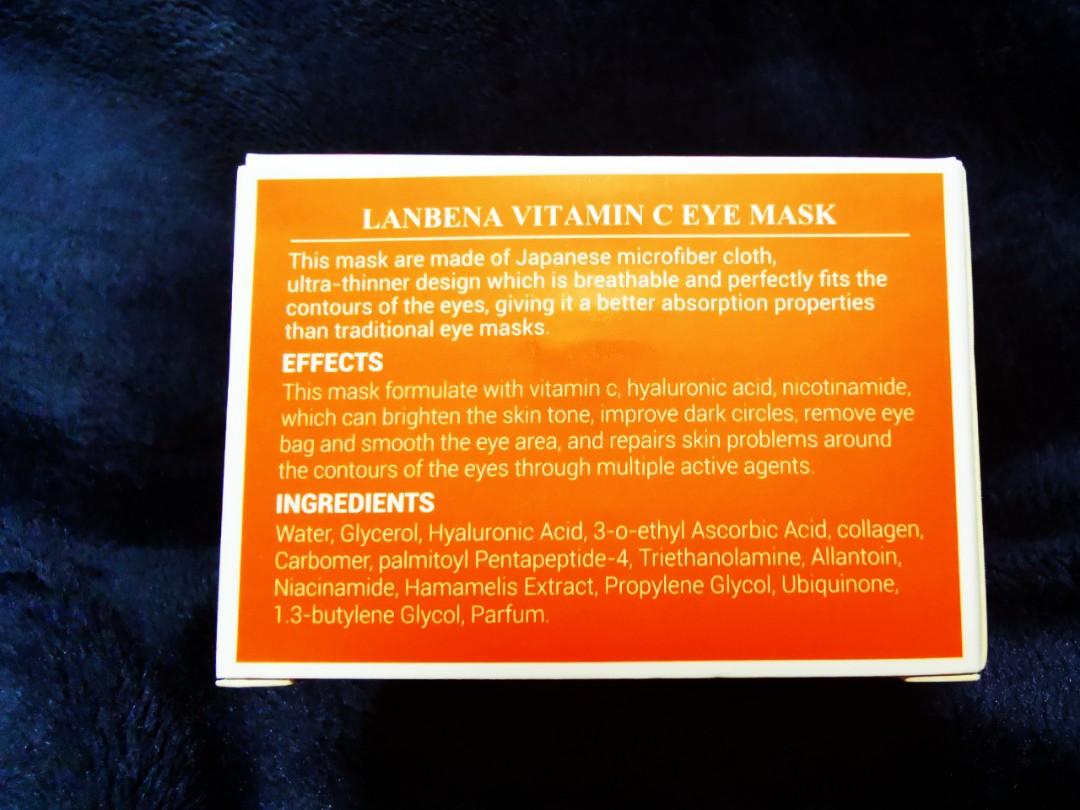 LANBENA VITAMIN C EYE MASK
This mask are made of Japanese microfiber cloth,
ultra-thinner design which is breathable and perfectly fits the
contours of the eyes, giving it a better absorption properties
than traditional eye masks.
EFFECTS
This mask formulate with vitamin c, hyaluronic acid, nicotinamide,
which can brighten the skin tone, improve dark circles, remove eye
bag and smooth the eye area, and repairs skin problems around
the contours of the eyes through multiple active agents.
INGREDIENTS
Water, Glycerol, Hyaluronic Acid, 3-o-ethyl Ascorbic Acid, collagen,
Carbomer, palmitoyl Pentapeptide-4, Triethanolamine, Allantoin,
Niacinamide, Hamamelis Extract, Propylene Glycol, Ubiquinone,
1.3-butylene Glycol, Parfum.